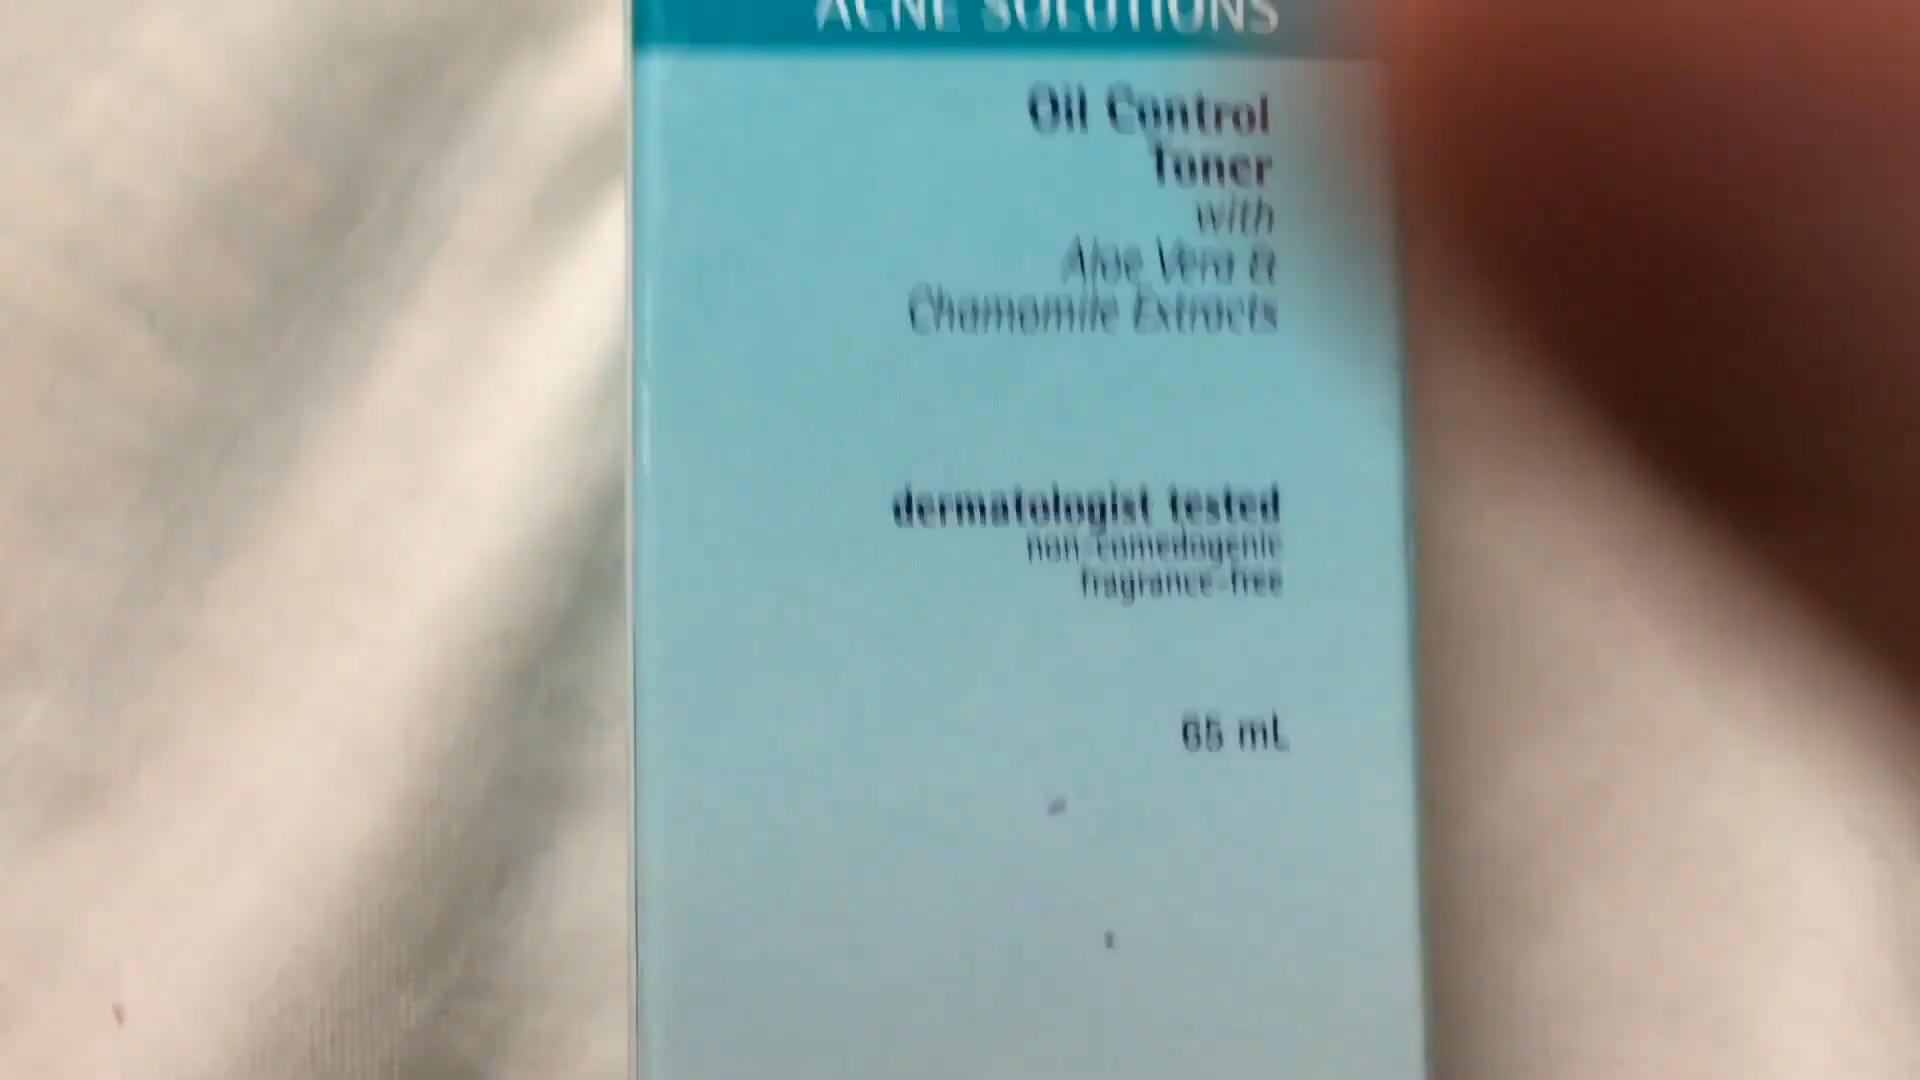 ACNE SOLUTIONS
Oil Control
Toner
with
Aloe Vera &
Chamomile Extracts
dermatologist tested
non-comedogenic
fragrance-free
65 mL